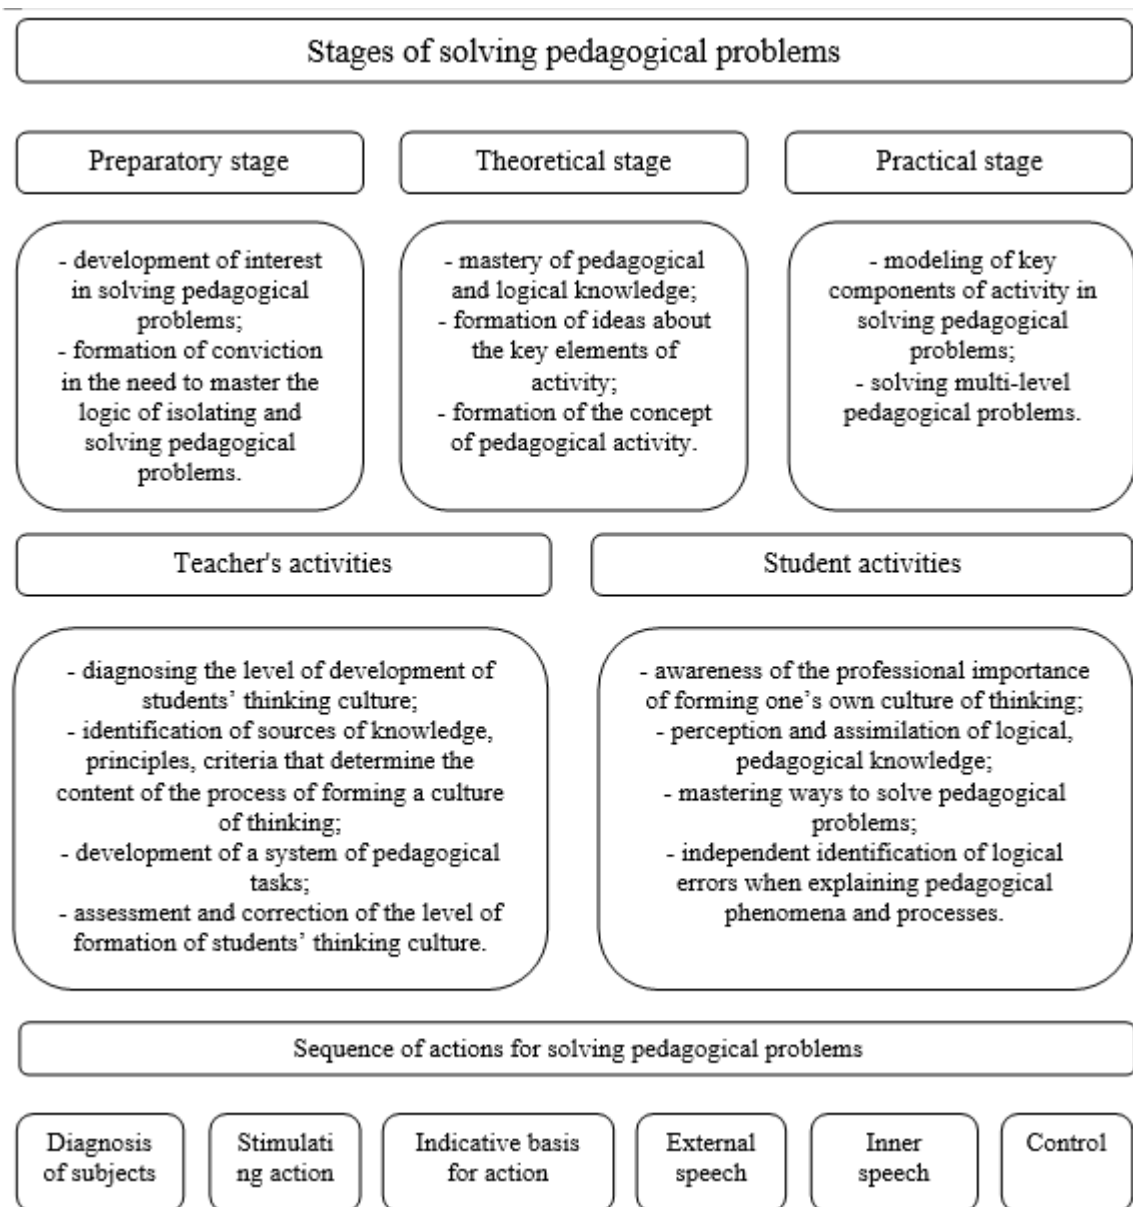 Stages of solving pedagogical problems
Preparatory stage
Theoretical stage
Practical stage
- development of interest
in solving pedagogical
problems;
- formation of conviction
in the need to master the
logic of isolating and
solving pedagogical
problems.
- mastery of pedagogical
and logical knowledge;
- formation of ideas about
the key elements of
activity;
- formation of the concept
of pedagogical activity.
- modeling of key
components of activity in
solving pedagogical
problems;
- solving multi-level
pedagogical problems.
Teacher's activities
Student activities
- diagnosing the level of development of
students’ thinking culture;
- identification of sources of knowledge,
principles, criteria that determine the
content of the process of forming a culture
of thinking;
- development of a system of pedagogical
tasks;
- assessment and correction of the level of
formation of students’ thinking culture.
- awareness of the professional importance
of forming one’s own culture of thinking;
- perception and assimilation of logical,
pedagogical knowledge;
- mastering ways to solve pedagogical
problems;
- independent identification of logical
errors when explaining pedagogical
phenomena and processes.
Sequence of actions for solving pedagogical problems
Diagnosis
of subjects
Stimulati
ng action
Indicative basis
for action
External
speech
Inner
speech
Control